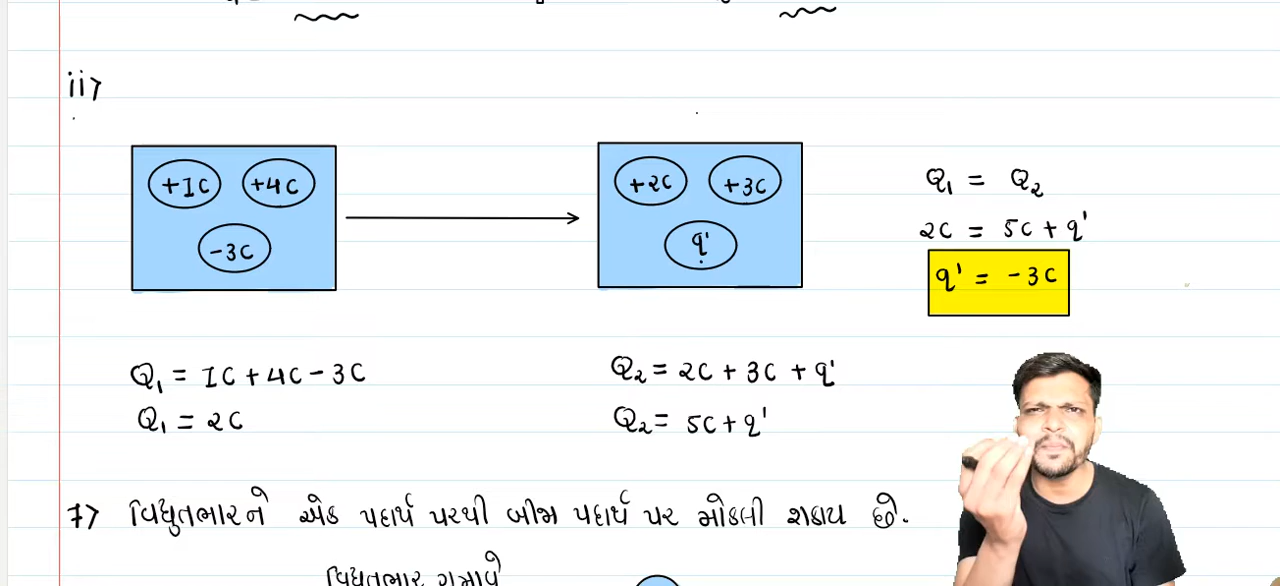 ii>
+1C +4C
-3C
+2C +3C
q'
Q₁ = Q₂
2C = 5C + q'
q' = -3C
Q₁ = 1C + 4C - 3C
Q₁ = 2C
Q₂ = 2C + 3C + q'
Q₂ = 5C + q'
7> વિદ્યુતભારને એક પદાર્થ પરથી બીજા પદાર્થ પર મોકલી શકાય છે.
વિદ્યુતભાર ગુમાવે